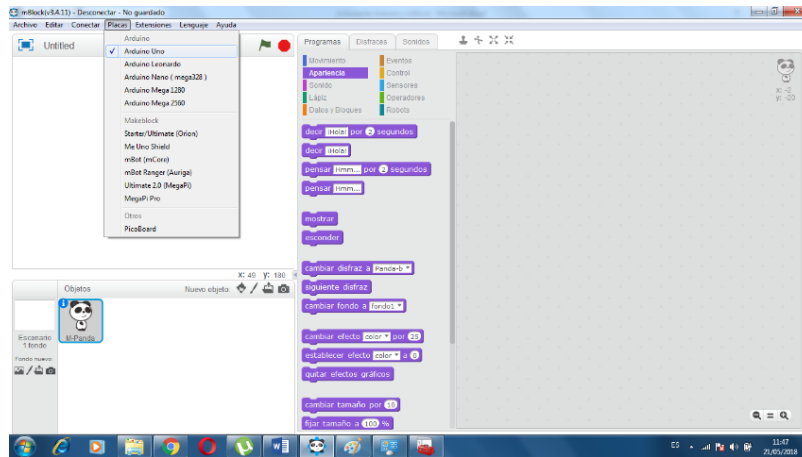 mBlock(v3.4.11) - Desconectar - No guardado
Archivo Editar Conectar Placas Extensiones Lenguaje Ayuda
Untitled
Arduino
✓ Arduino Uno
Arduino Leonardo
Arduino Nano ( mega328 )
Arduino Mega 1280
Arduino Mega 2560
Makeblock
Starter/Ultimate (Orion)
Me Uno Shield
mBot (mCore)
mBot Ranger (Auriga)
Ultimate 2.0 (MegaPi)
MegaPi Pro
Otros
PicoBoard
X: 49 y: 180
Objetos
Nuevo objeto:
Escenario
1 fondo
Fondo nuevo:
M-Panda
Programas Disfraces Sonidos
Movimiento Eventos
Apariencia Control
Sonido Sensores
Lápiz Operadores
Datos y Bloques Robots
decir ¡Hola! por 2 segundos
decir ¡Hola!
pensar Hmm... por 2 segundos
pensar Hmm...
mostrar
esconder
cambiar disfraz a Panda-b
siguiente disfraz
cambiar fondo a fondo1
cambiar efecto color por 25
establecer efecto color a 0
quitar efectos gráficos
cambiar tamaño por 10
fijar tamaño a 100 %
x: -2
y: -20
ES
11:47
21/05/2018